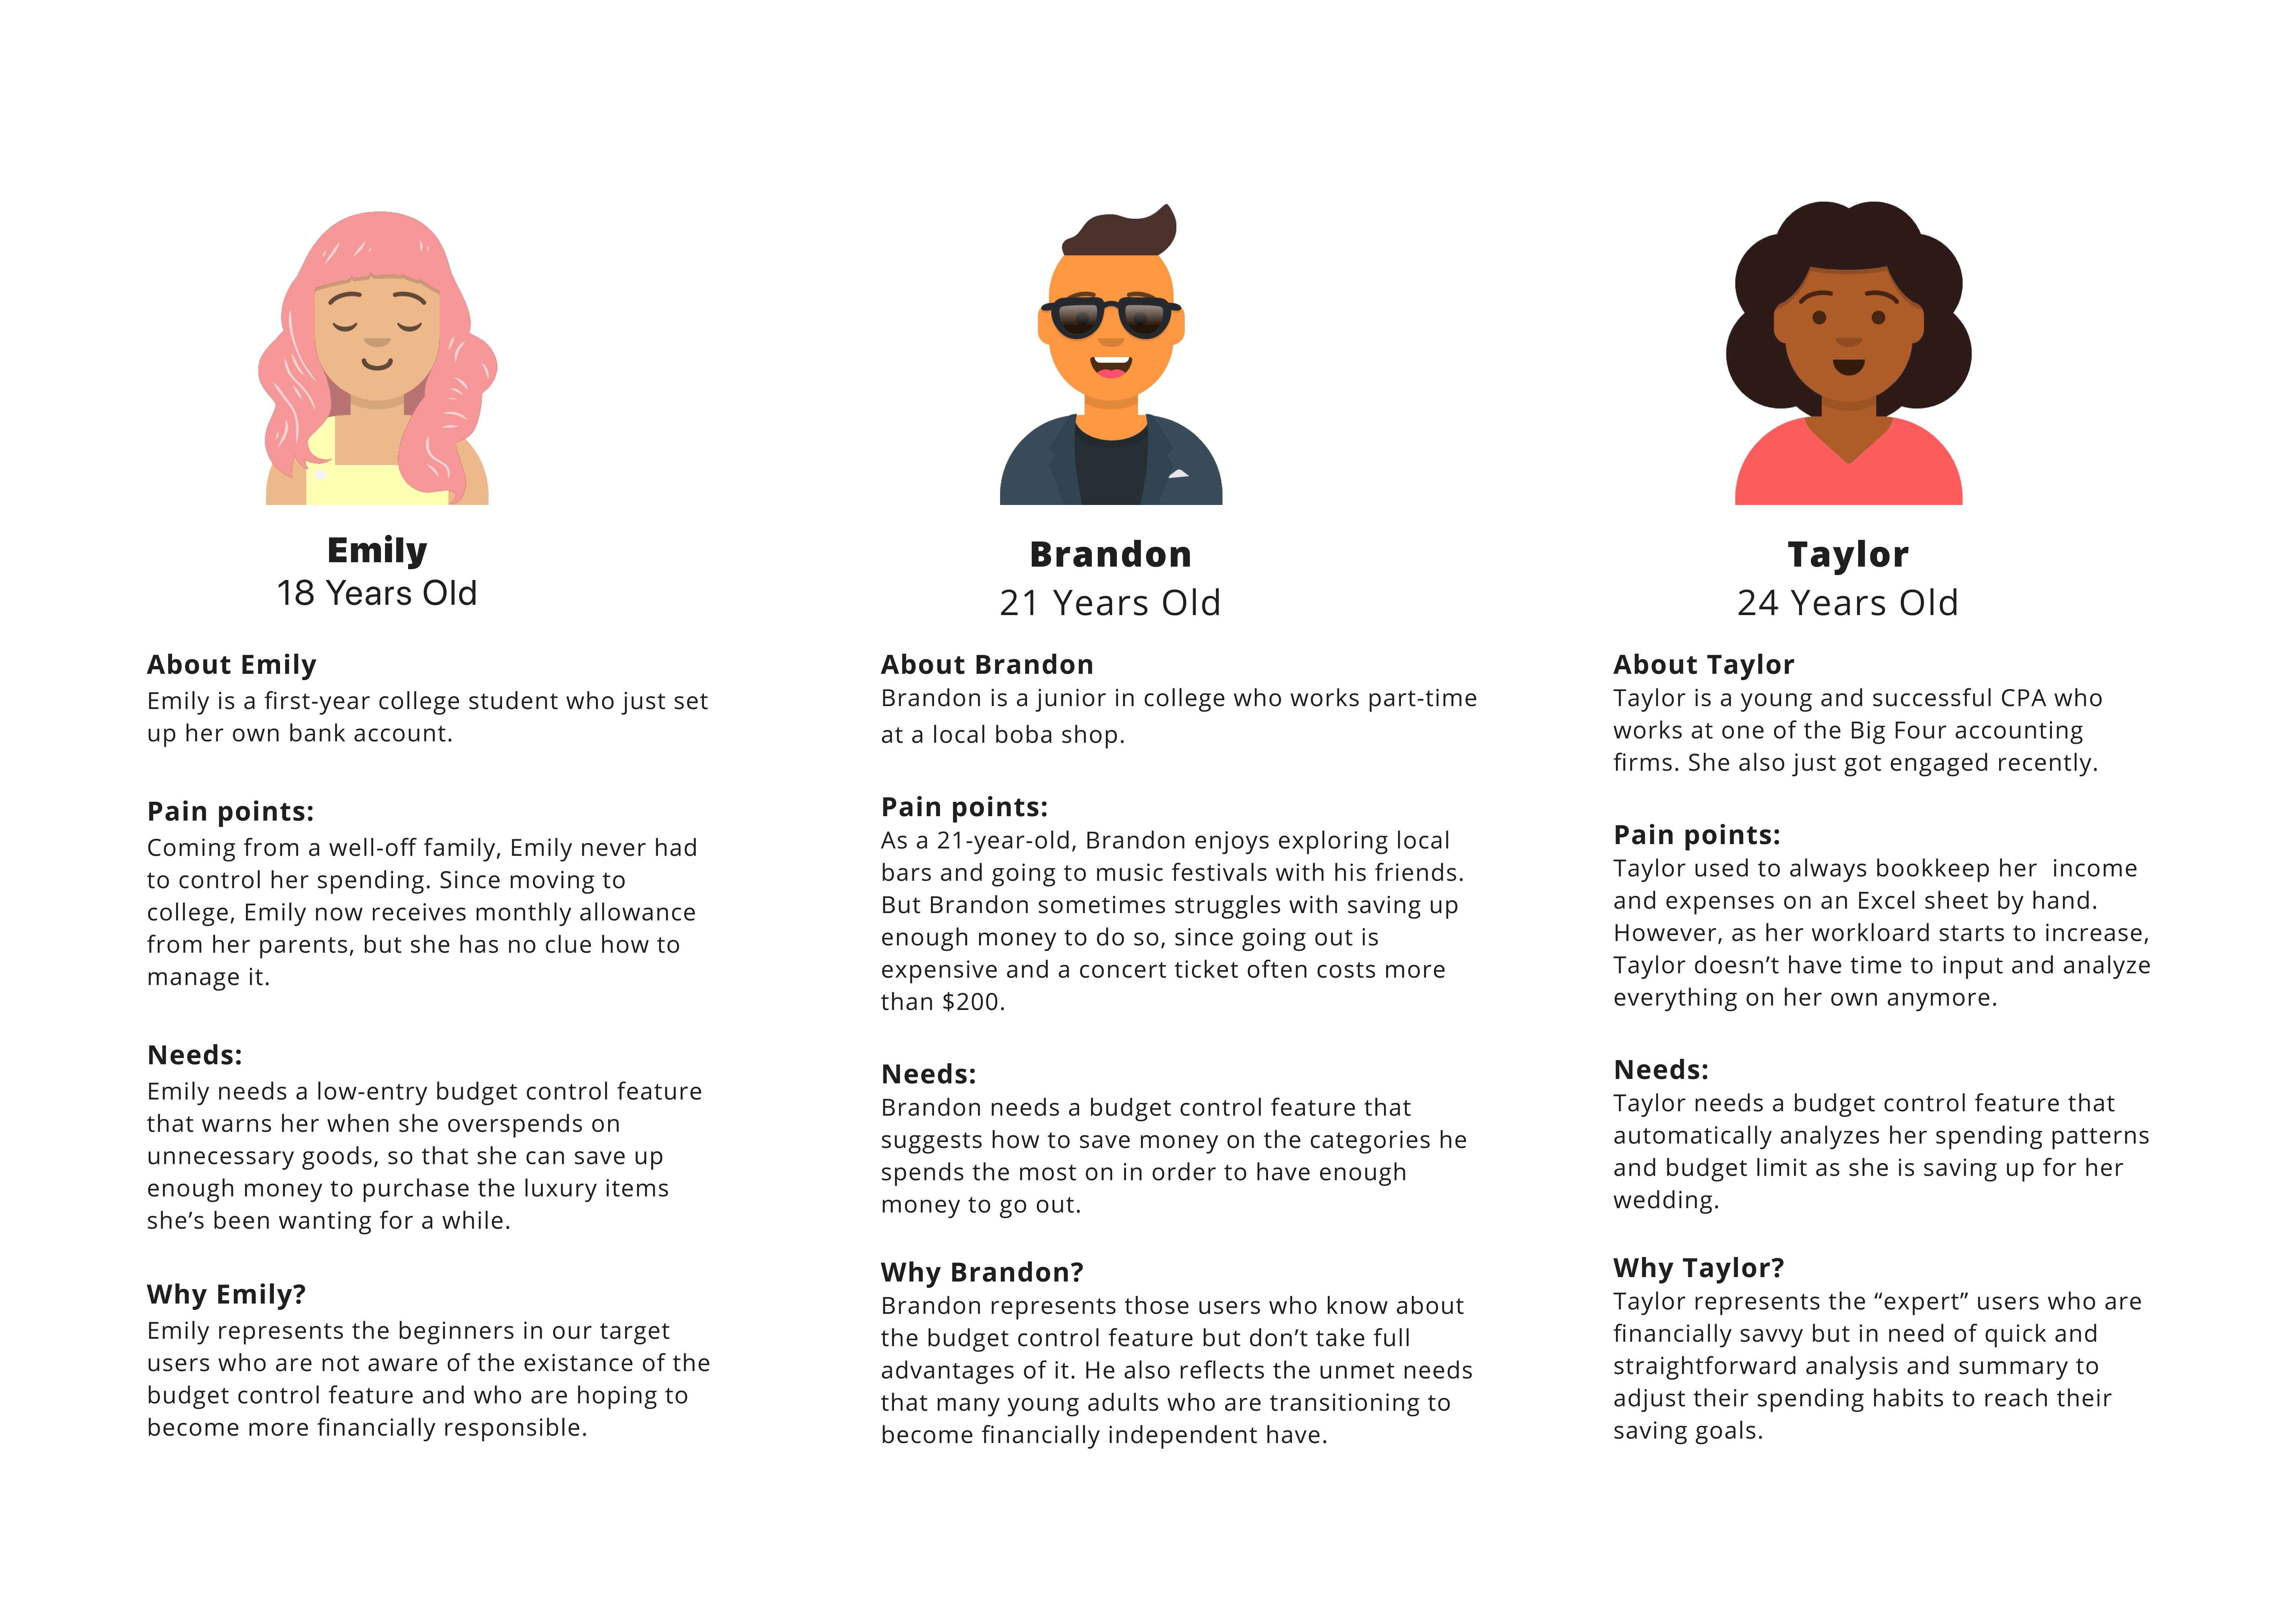 Emily
18 Years Old
About Emily
Emily is a first-year college student who just set
up her own bank account.
Pain points:
Coming from a well-off family, Emily never had
to control her spending. Since moving to
college, Emily now receives monthly allowance
from her parents, but she has no clue how to
manage it.
Needs:
Emily needs a low-entry budget control feature
that warns her when she overspends on
unnecessary goods, so that she can save up
enough money to purchase the luxury items
she’s been wanting for a while.
Why Emily?
Emily represents the beginners in our target
users who are not aware of the existance of the
budget control feature and who are hoping to
become more financially responsible.
Brandon
21 Years Old
About Brandon
Brandon is a junior in college who works part-time
at a local boba shop.
Pain points:
As a 21-year-old, Brandon enjoys exploring local
bars and going to music festivals with his friends.
But Brandon sometimes struggles with saving up
enough money to do so, since going out is
expensive and a concert ticket often costs more
than $200.
Needs:
Brandon needs a budget control feature that
suggests how to save money on the categories he
spends the most on in order to have enough
money to go out.
Why Brandon?
Brandon represents those users who know about
the budget control feature but don’t take full
advantages of it. He also reflects the unmet needs
that many young adults who are transitioning to
become financially independent have.
Taylor
24 Years Old
About Taylor
Taylor is a young and successful CPA who
works at one of the Big Four accounting
firms. She also just got engaged recently.
Pain points:
Taylor used to always bookkeep her  income
and expenses on an Excel sheet by hand.
However, as her workloard starts to increase,
Taylor doesn’t have time to input and analyze
everything on her own anymore.
Needs:
Taylor needs a budget control feature that
automatically analyzes her spending patterns
and budget limit as she is saving up for her
wedding.
Why Taylor?
Taylor represents the “expert” users who are
financially savvy but in need of quick and
straightforward analysis and summary to
adjust their spending habits to reach their
saving goals.